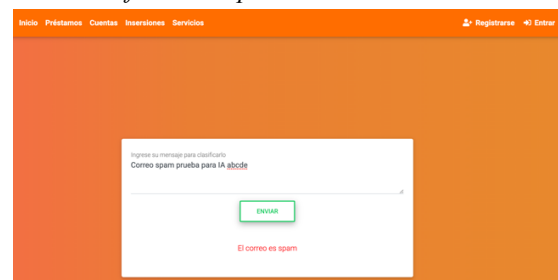 Inicio Préstamos Cuentas Insersiones Servicios Registrarse Entrar
Ingrese su mensaje para clasificarlo
Correo spam prueba para IA abcde
ENVIAR
El correo es spam